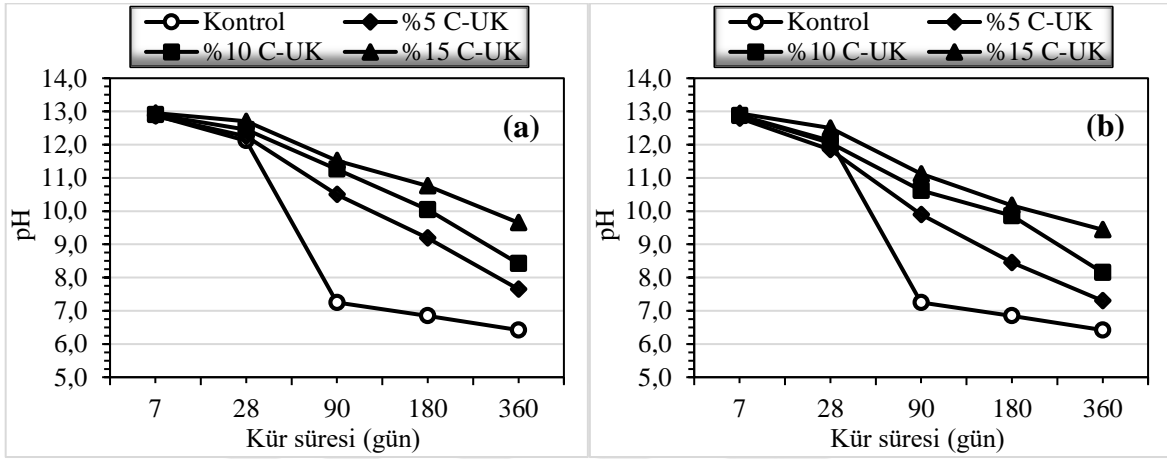 Kontrol %5 C-UK
%10 C-UK %15 C-UK
14,0
13,0
12,0
11,0
10,0
9,0
8,0
7,0
6,0
5,0
pH
(a)
7 28 90 180 360
Kür süresi (gün)
Kontrol %5 C-UK
%10 C-UK %15 C-UK
14,0
13,0
12,0
11,0
10,0
9,0
8,0
7,0
6,0
5,0
pH
(b)
7 28 90 180 360
Kür süresi (gün)